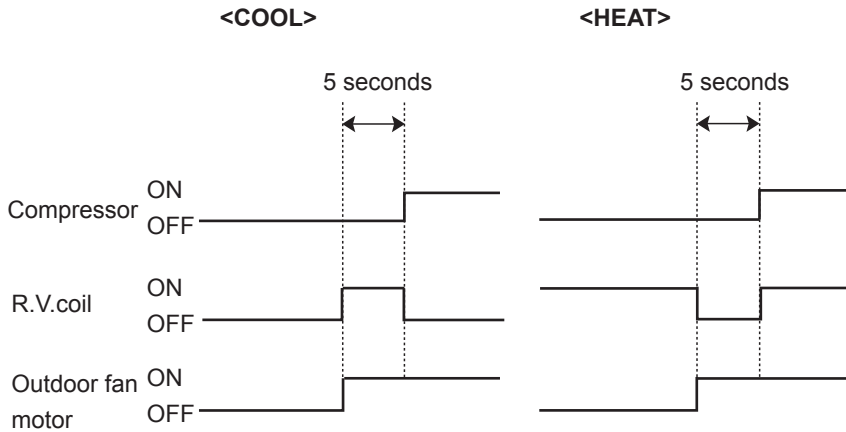 <COOL> <HEAT>
5 seconds 5 seconds
Compressor ON
OFF
R.V.coil ON
OFF
Outdoor fan motor ON
OFF